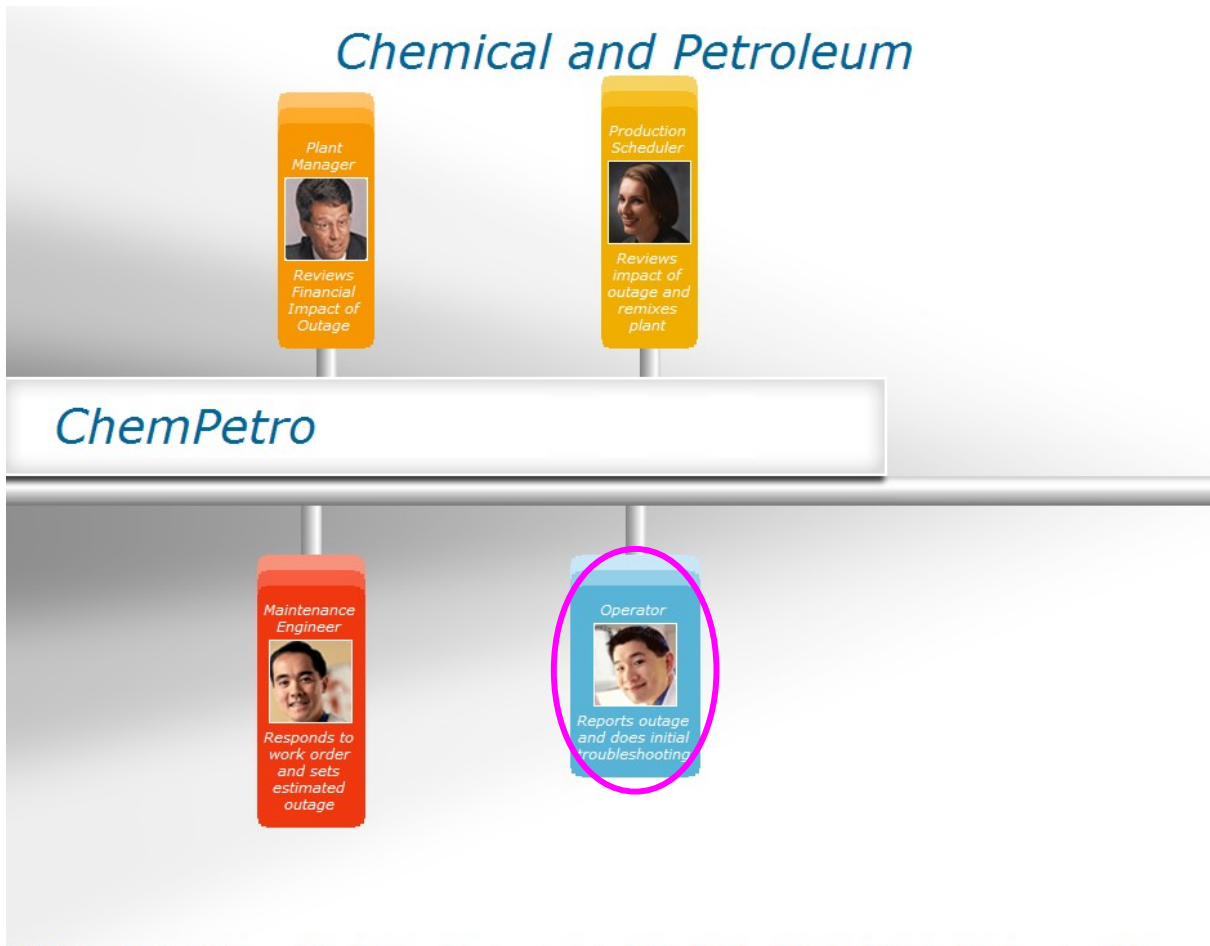 Chemical and Petroleum
Plant
Manager
Reviews
Financial
Impact of
Outage
Production
Scheduler
Reviews
impact of
outage and
remixes
plant
ChemPetro
Maintenance
Engineer
Responds to
work order
and sets
estimated
outage
Operator
Reports outage
and does initial
troubleshooting